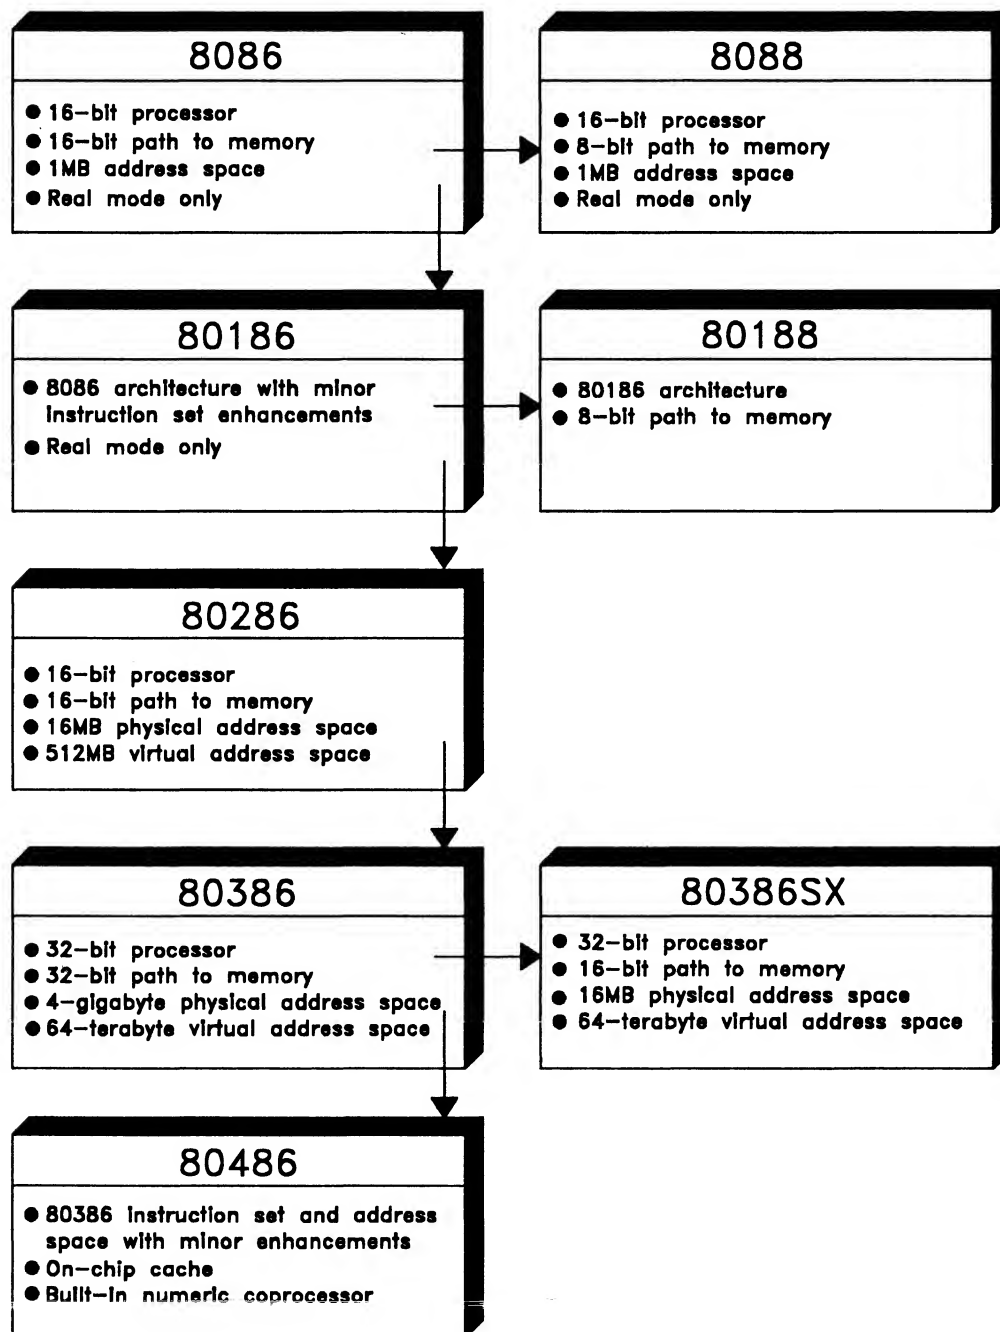 8086
● 16-bit processor
● 16-bit path to memory
● 1MB address space
● Real mode only
8088
● 16-bit processor
● 8-bit path to memory
● 1MB address space
● Real mode only
80186
● 8086 architecture with minor
instruction set enhancements
● Real mode only
80188
● 80186 architecture
● 8-bit path to memory
80286
● 16-bit processor
● 16-bit path to memory
● 16MB physical address space
● 512MB virtual address space
80386
● 32-bit processor
● 32-bit path to memory
● 4-gigabyte physical address space
● 64-terabyte virtual address space
80386SX
● 32-bit processor
● 16-bit path to memory
● 16MB physical address space
● 64-terabyte virtual address space
80486
● 80386 instruction set and address
space with minor enhancements
● On-chip cache
● Built-in numeric coprocessor